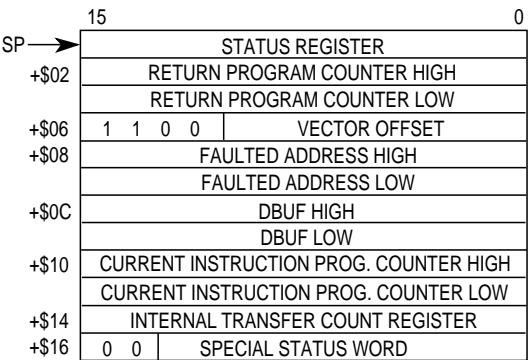 15 0
SP STATUS REGISTER
+$02 RETURN PROGRAM COUNTER HIGH
RETURN PROGRAM COUNTER LOW
+$06 1 1 0 0 VECTOR OFFSET
+$08 FAULTED ADDRESS HIGH
FAULTED ADDRESS LOW
+$0C DBUF HIGH
DBUF LOW
+$10 CURRENT INSTRUCTION PROG. COUNTER HIGH
CURRENT INSTRUCTION PROG. COUNTER LOW
+$14 INTERNAL TRANSFER COUNT REGISTER
+$16 0 0 SPECIAL STATUS WORD